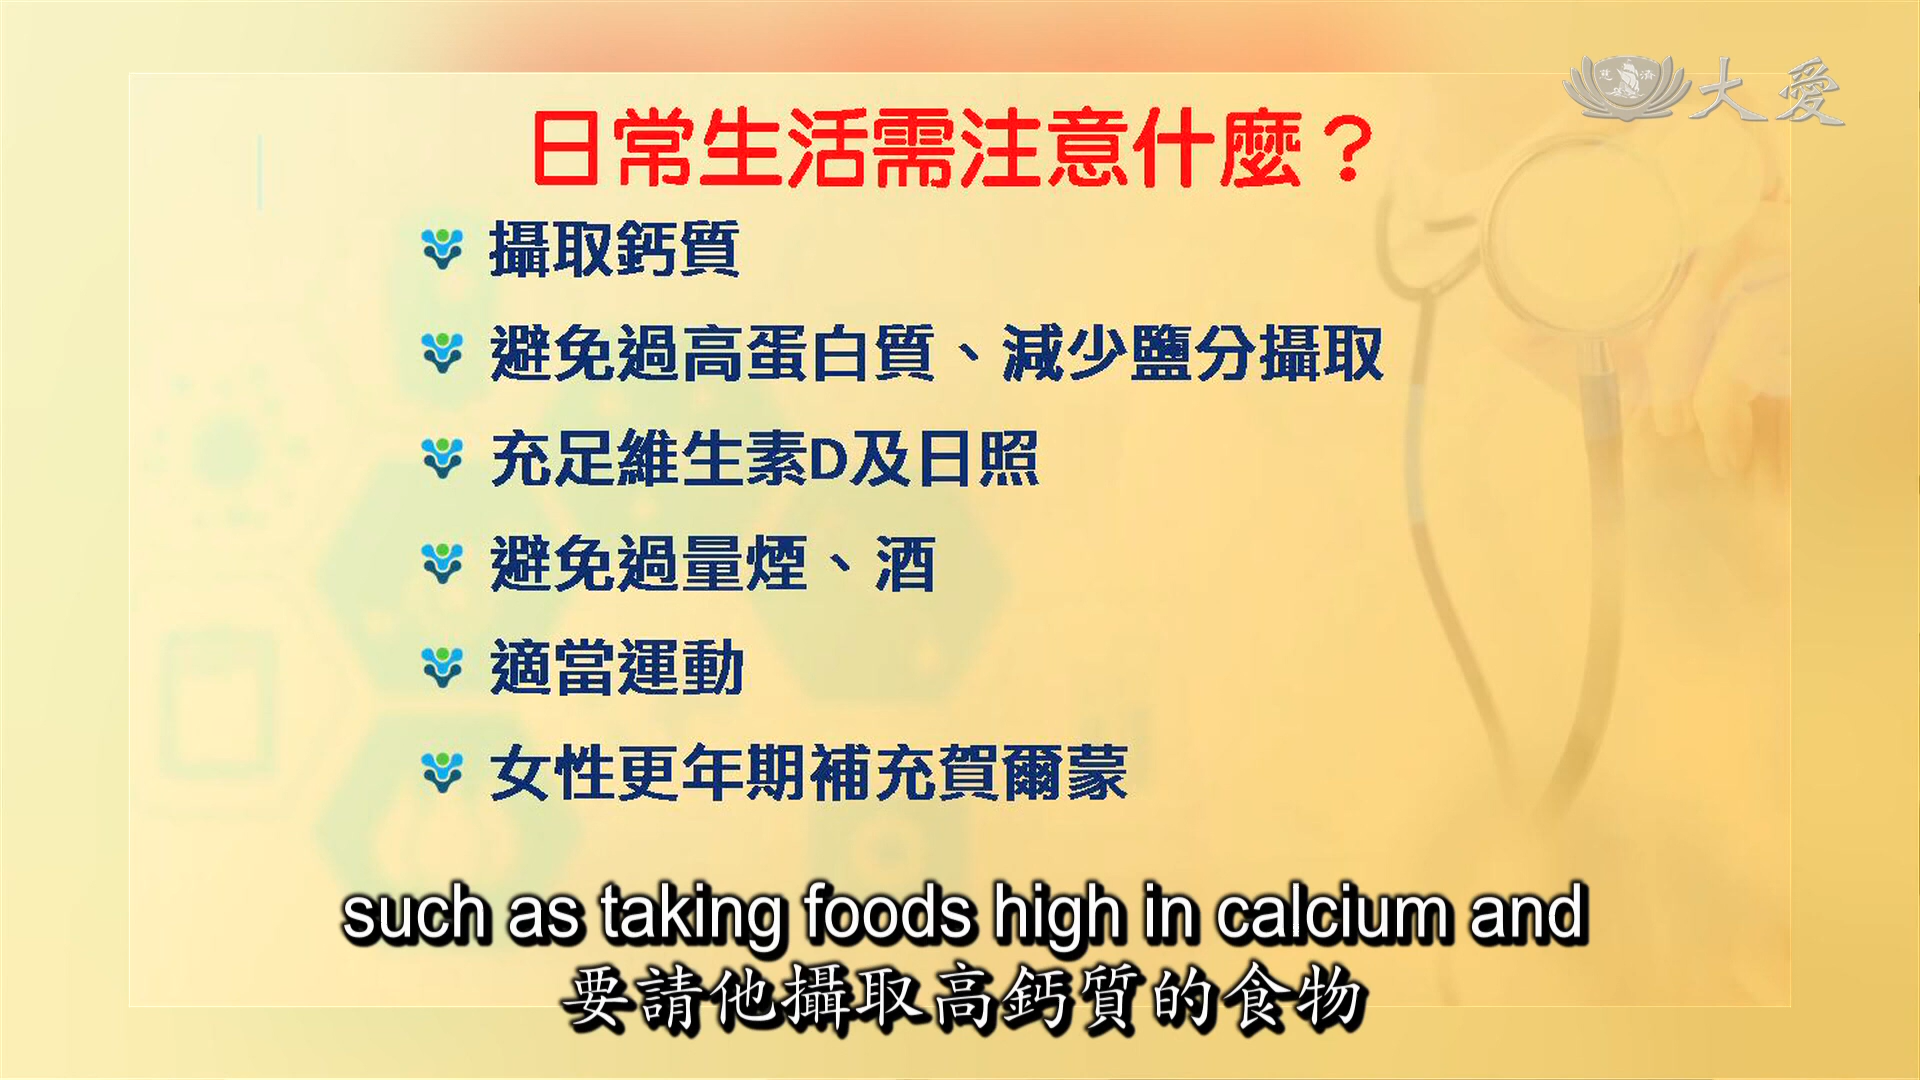 慈濟
大愛
日常生活需注意什麼？
攝取鈣質
避免過高蛋白質、減少鹽分攝取
充足維生素D及日照
避免過量煙、酒
適當運動
女性更年期補充賀爾蒙
such as taking foods high in calcium and
要請他攝取高鈣質的食物